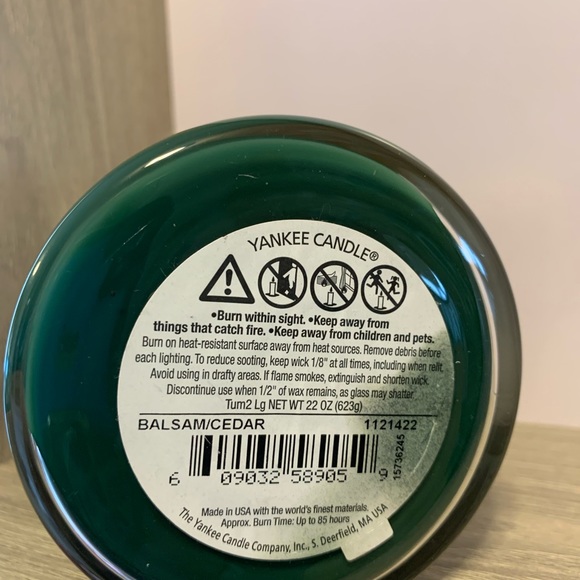 YANKEE CANDLE®
•Burn within sight. •Keep away from
things that catch fire. •Keep away from children and pets.
Burn on heat-resistant surface away from heat sources. Remove debris before
each lighting. To reduce sooting, keep wick 1/8" at all times, including when relit.
Avoid using in drafty areas. If flame smokes, extinguish and shorten wick.
Discontinue use when 1/2" of wax remains, as glass may shatter.
Tum2 Lg NET WT 22 OZ (623g)
BALSAM/CEDAR 1121422
6 09032 58905 9
15736245
Made in USA with the world's finest materials.
Approx. Burn Time: Up to 85 hours
The Yankee Candle Company, Inc., S. Deerfield, MA USA